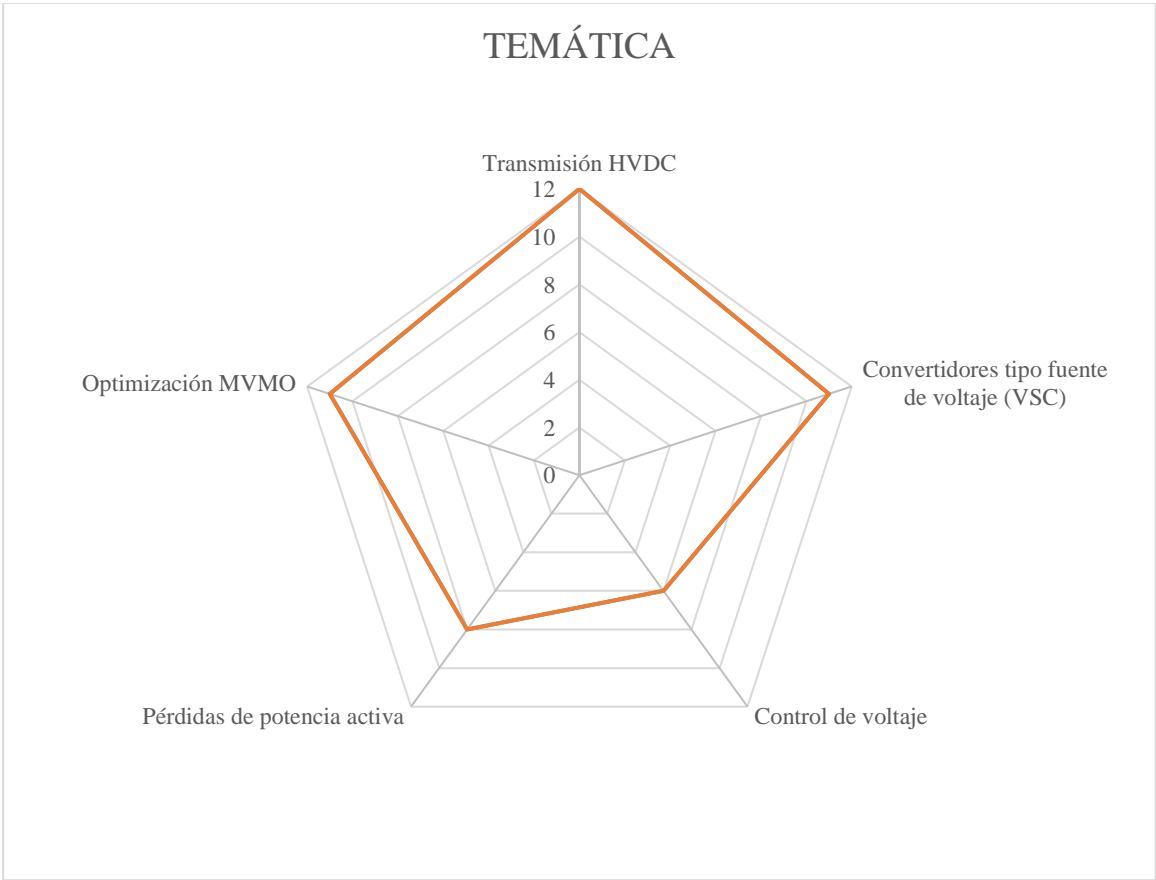 TEMÁTICA
Transmisión HVDC
12
10
8
6
4
2
0
Convertidores tipo fuente
de voltaje (VSC)
Optimización MVMO
Pérdidas de potencia activa
Control de voltaje